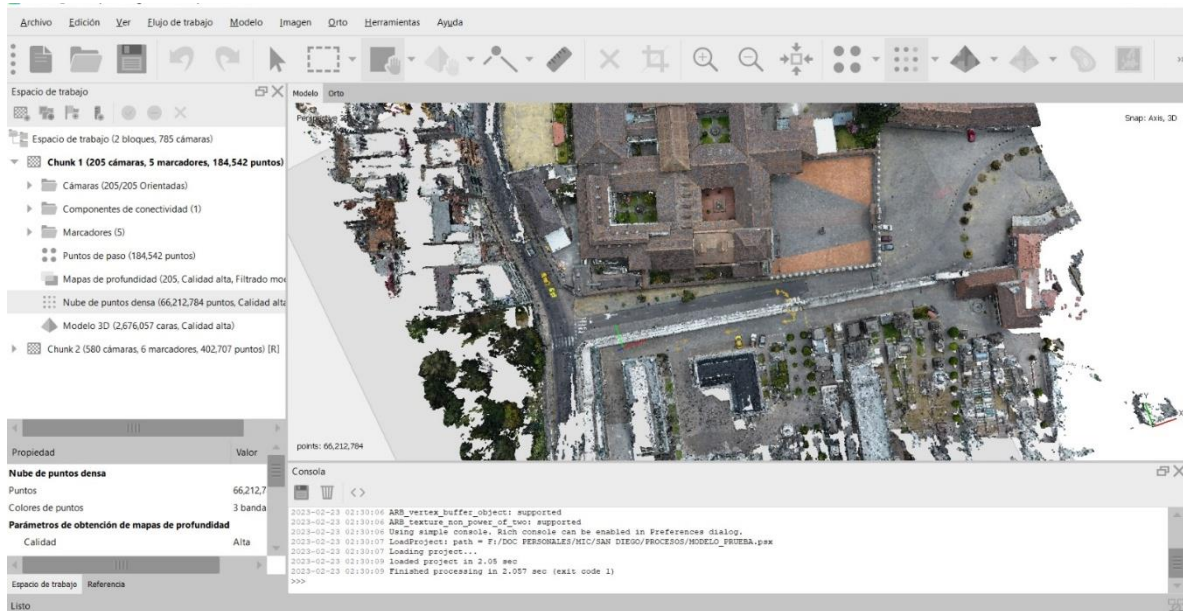 Archivo Edición Ver Flujo de trabajo Modelo Imagen Orto Herramientas Ayuda
Espacio de trabajo
Modelo Orto
Snap: Axis, 3D
Espacio de trabajo (2 bloques, 785 cámaras)
Chunk 1 (205 cámaras, 5 marcadores, 184,542 puntos)
Cámaras (205/205 Orientadas)
Componentes de conectividad (1)
Marcadores (5)
Puntos de paso (184,542 puntos)
Mapas de profundidad (205, Calidad alta, Filtrado mo
Nube de puntos densa (66,212,784 puntos, Calidad alta
Modelo 3D (2,676,057 caras, Calidad alta)
Chunk 2 (580 cámaras, 6 marcadores, 402,707 puntos) [R]
points: 66,212,784
Propiedad Valor
Nube de puntos densa
Puntos 66,212,7
Colores de puntos 3 banda
Parámetros de obtención de mapas de profundidad
Calidad Alta
Espacio de trabajo Referencia
Listo
Consola
2023-02-23 02:30:06 ARB_vertex_buffer_object: supported
2023-02-23 02:30:06 ARB_texture_non_power_of_two: supported
2023-02-23 02:30:06 Using simple console. Rich console can be enabled in Preferences dialog.
2023-02-23 02:30:07 LoadProject: path = F:/DOC PERSONALES/MIC/SAN DIEGO/PROCESOS/MODELO_PRUEBA.psx
2023-02-23 02:30:07 Loading project...
2023-02-23 02:30:09 loaded project in 2.05 sec
2023-02-23 02:30:09 Finished processing in 2.057 sec (exit code 1)
>>>